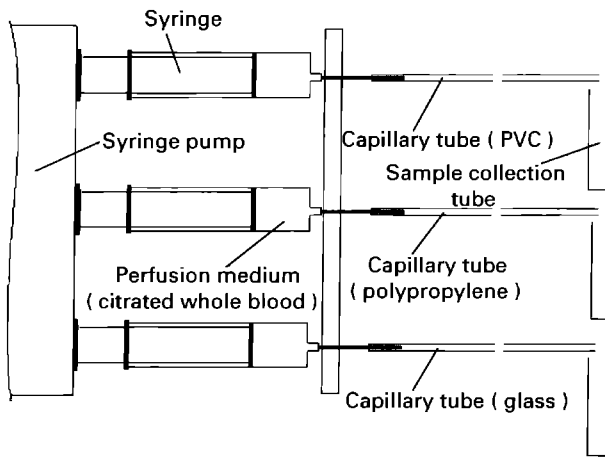 Syringe
Capillary tube ( PVC )
Syringe pump
Sample collection
tube
Perfusion medium
( citrated whole blood )
Capillary tube
( polypropylene )
Capillary tube ( glass )